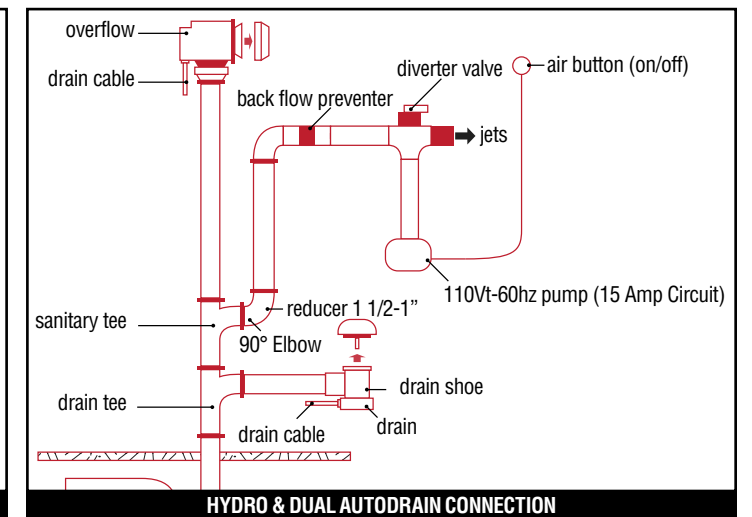 overflow
drain cable
back flow preventer
diverter valve
air button (on/off)
jets
110Vt-60hz pump (15 Amp Circuit)
sanitary tee
reducer 1 1/2-1”
90° Elbow
drain tee
drain shoe
drain cable
drain
HYDRO & DUAL AUTODRAIN CONNECTION